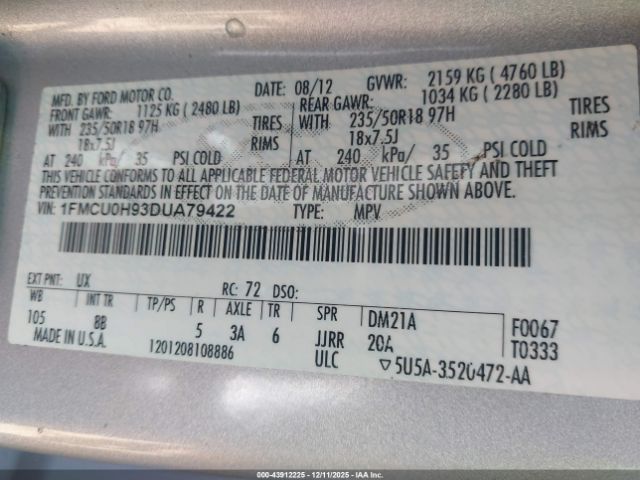 MFD. BY FORD MOTOR CO. DATE: 08/12 GVWR: 2159 KG ( 4760 LB)
FRONT GAWR: 1125 KG ( 2480 LB) REAR GAWR: 1034 KG ( 2280 LB)
WITH 235/50R18 97H TIRES WITH 235/50R18 97H TIRES
18x7.5J RIMS 18x7.5J RIMS
AT 240 kPa/ 35 PSI COLD AT 240 kPa/ 35 PSI COLD
THIS VEHICLE CONFORMS TO ALL APPLICABLE FEDERAL MOTOR VEHICLE SAFETY AND THEFT
PREVENTION STANDARDS IN EFFECT ON THE DATE OF MANUFACTURE SHOWN ABOVE.
VIN: 1FMCU0H93DUA79422 TYPE: MPV
EXT PNT: UX RC: 72 DSO:
WB INT TR TP/PS R AXLE TR SPR DM21A F0067
105 8B 5 3A 6 JJRR 20A T0333
MADE IN U.S.A. 1201208108886 ULC ▽5U5A-3520472-AA
000-43912225 - 12/11/2025 - IAA Inc.